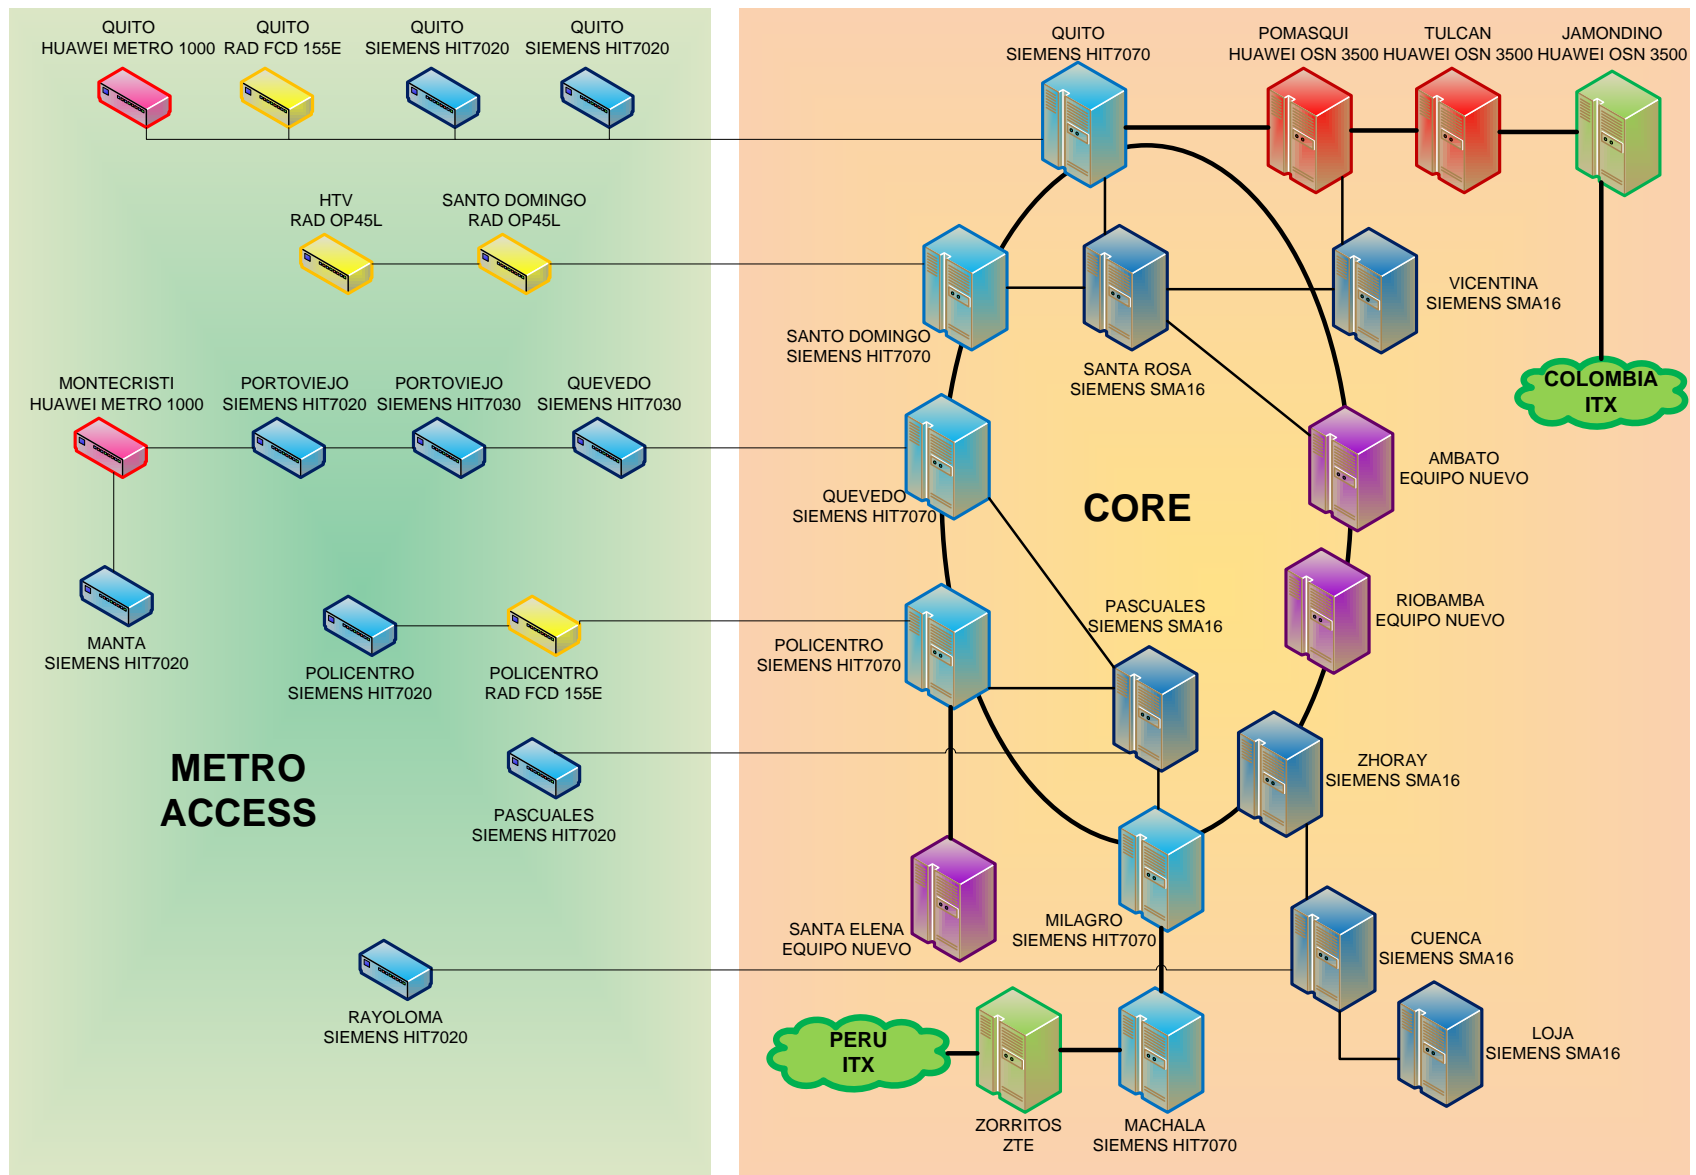 QUITO
HUAWEI METRO 1000
QUITO
RAD FCD 155E
QUITO
SIEMENS HIT7020
QUITO
SIEMENS HIT7020
QUITO
SIEMENS HIT7070
POMASQUI
HUAWEI OSN 3500
TULCAN
HUAWEI OSN 3500
JAMONDINO
HUAWEI OSN 3500
HTV
RAD OP45L
SANTO DOMINGO
RAD OP45L
SANTO DOMINGO
SIEMENS HIT7070
SANTA ROSA
SIEMENS SMA16
VICENTINA
SIEMENS SMA16
COLOMBIA
ITX
MONTECRISTI
HUAWEI METRO 1000
PORTOVIEJO
SIEMENS HIT7020
PORTOVIEJO
SIEMENS HIT7030
QUEVEDO
SIEMENS HIT7030
QUEVEDO
SIEMENS HIT7070
CORE
AMBATO
EQUIPO NUEVO
RIOBAMBA
EQUIPO NUEVO
MANTA
SIEMENS HIT7020
POLICENTRO
SIEMENS HIT7020
POLICENTRO
RAD FCD 155E
POLICENTRO
SIEMENS HIT7070
PASCUALES
SIEMENS SMA16
METRO
ACCESS
PASCUALES
SIEMENS HIT7020
ZHORAY
SIEMENS SMA16
SANTA ELENA
EQUIPO NUEVO
MILAGRO
SIEMENS HIT7070
CUENCA
SIEMENS SMA16
RAYOLOMA
SIEMENS HIT7020
PERU
ITX
LOJA
SIEMENS SMA16
ZORRITOS
ZTE
MACHALA
SIEMENS HIT7070